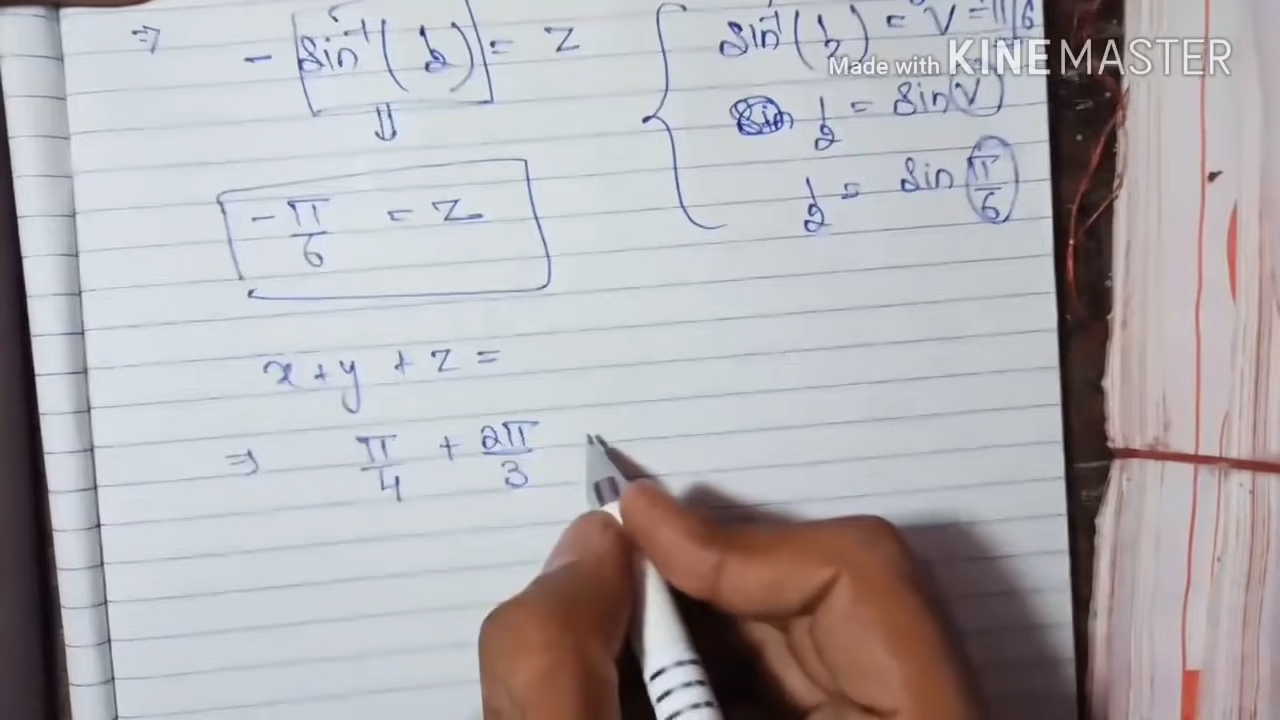 ⇒ - sin⁻¹(1/2) = z
⇓
-π/6 = z
sin⁻¹(1/2) = V = π/6
1/2 = sin(V)
1/2 = sin π/6
x + y + z =
⇒ π/4 + 2π/3
Made with KINEMASTER